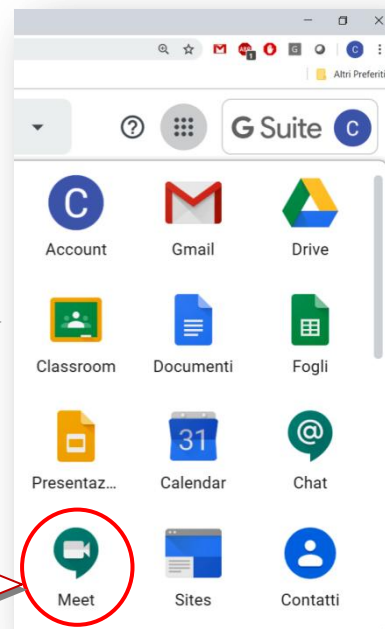 C
Altri Preferiti
G Suite C
C
Account Gmail Drive
Classroom Documenti Fogli
31
@
Presentaz... Calendar Chat
Meet Sites Contatti